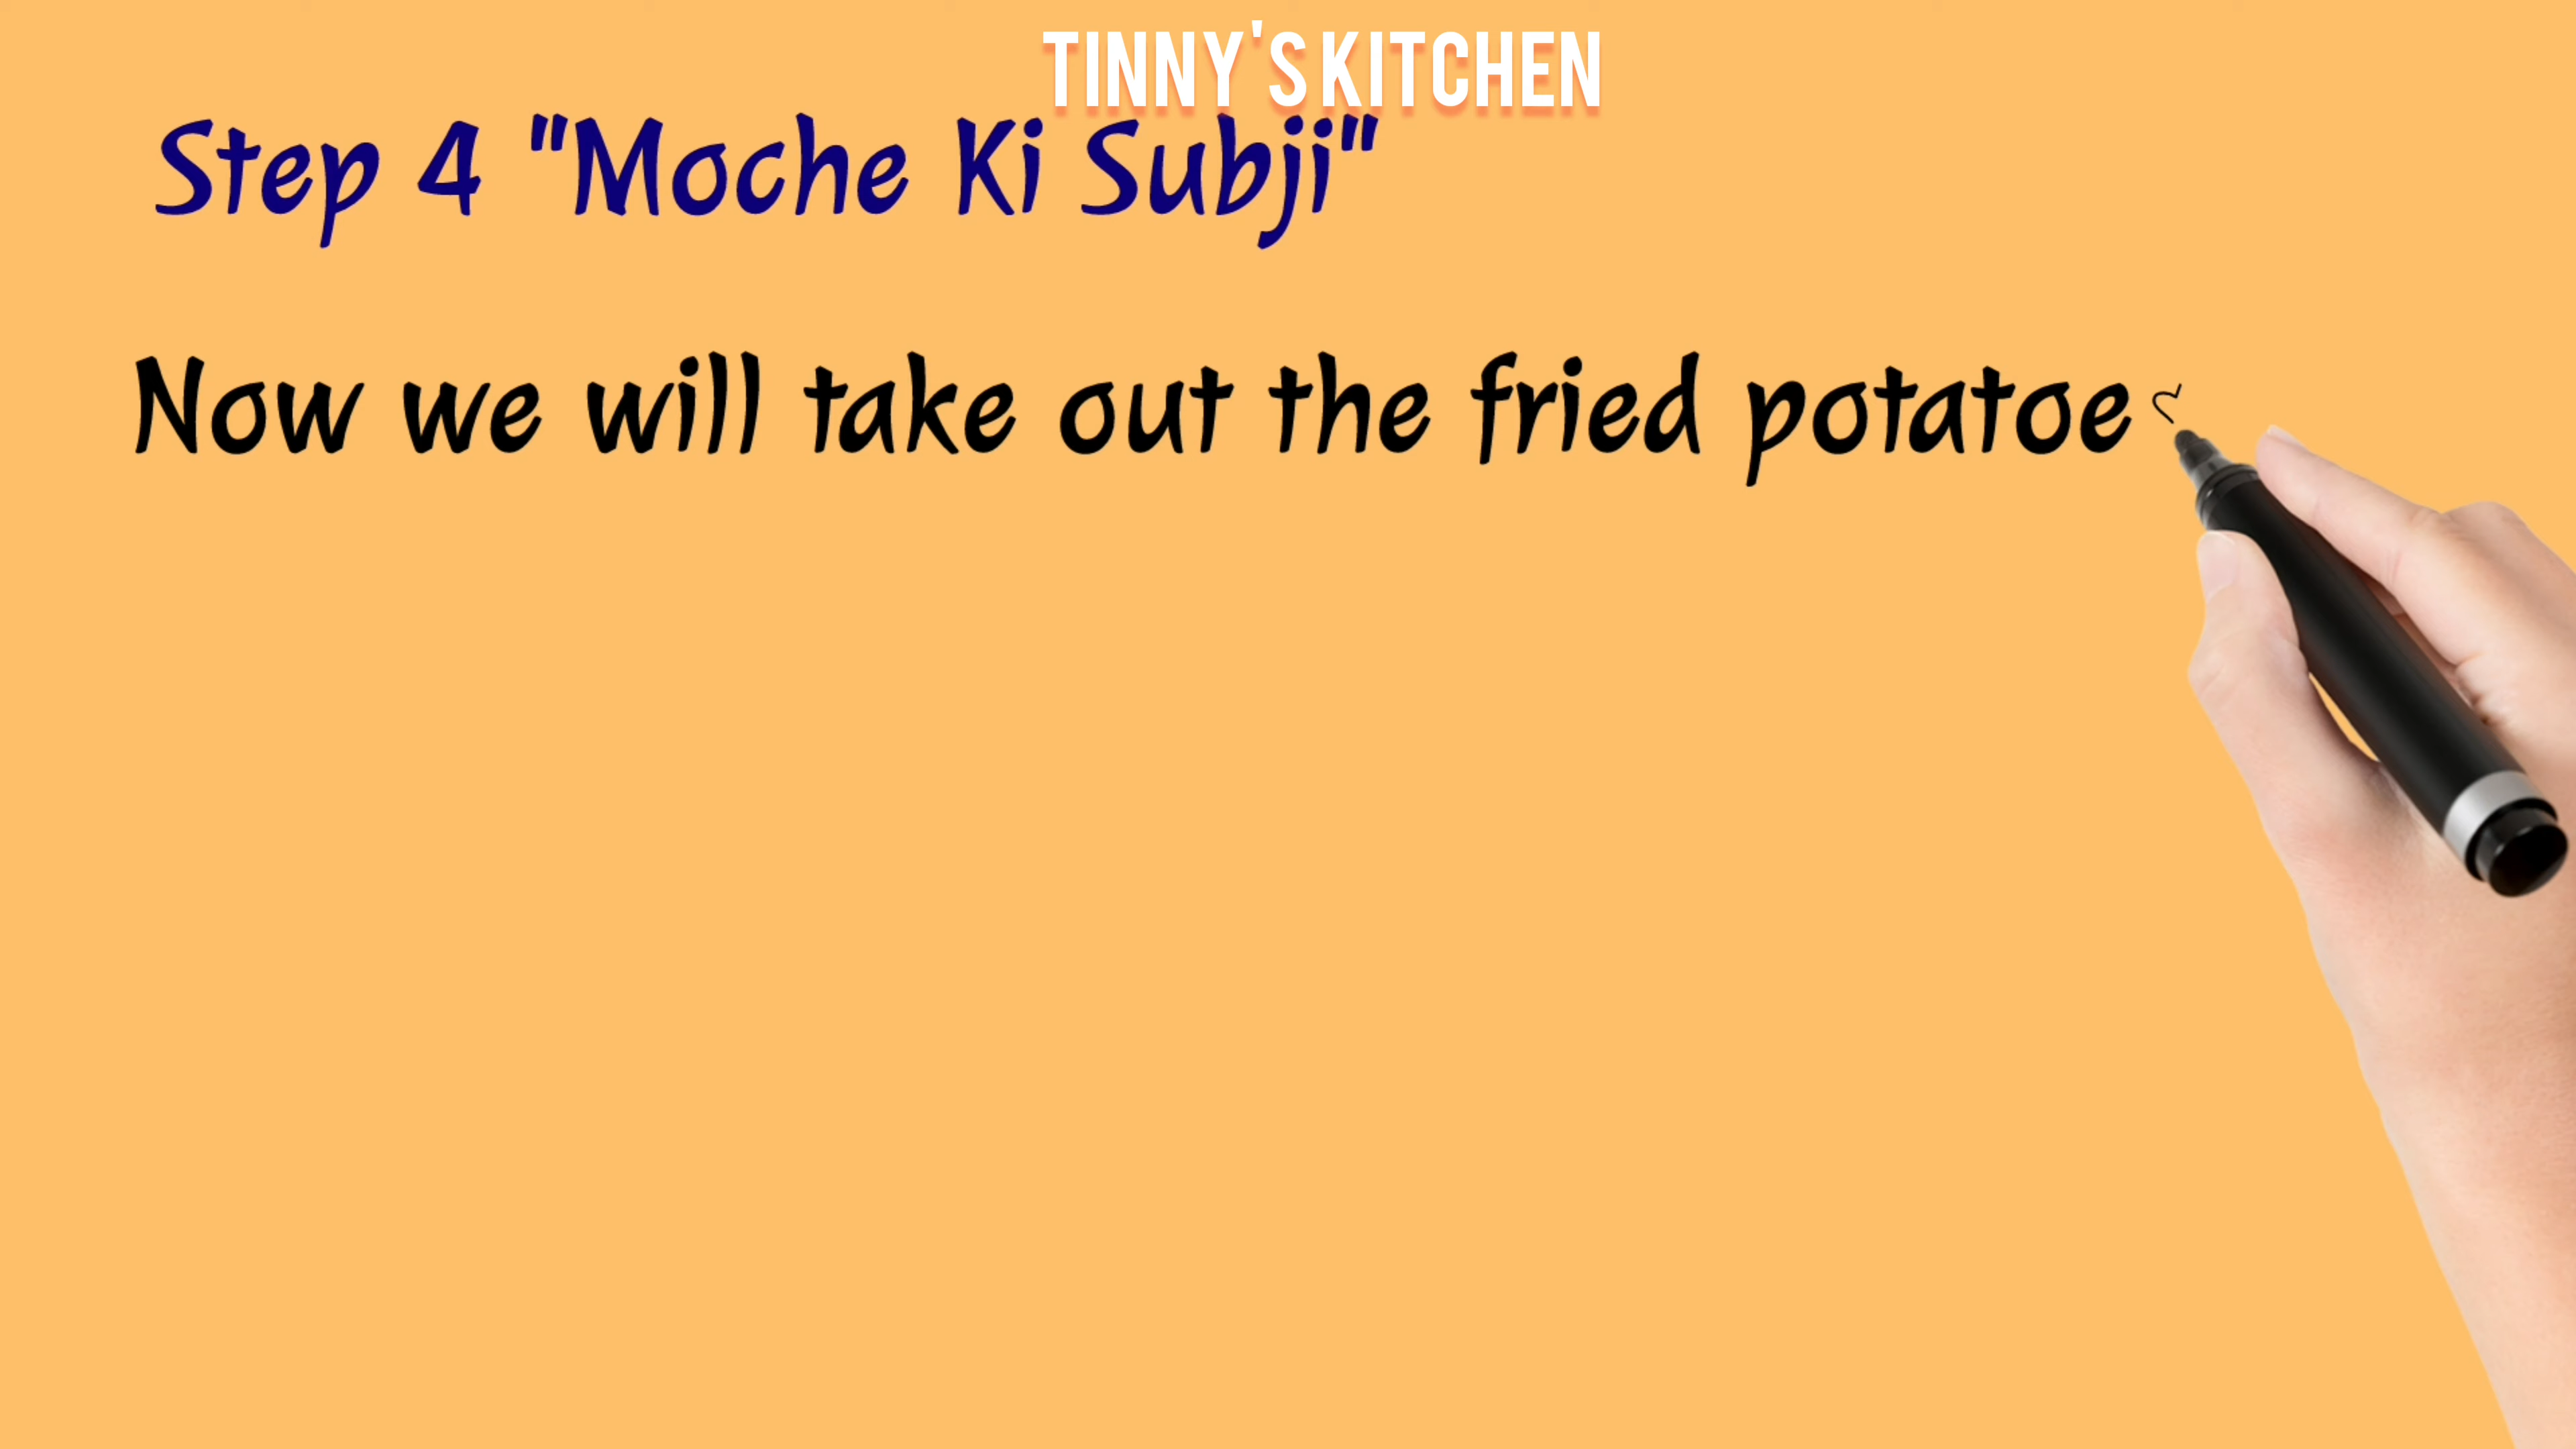 TINNY'S KITCHEN
Step 4 "Moche Ki Subji"
Now we will take out the fried potatoe